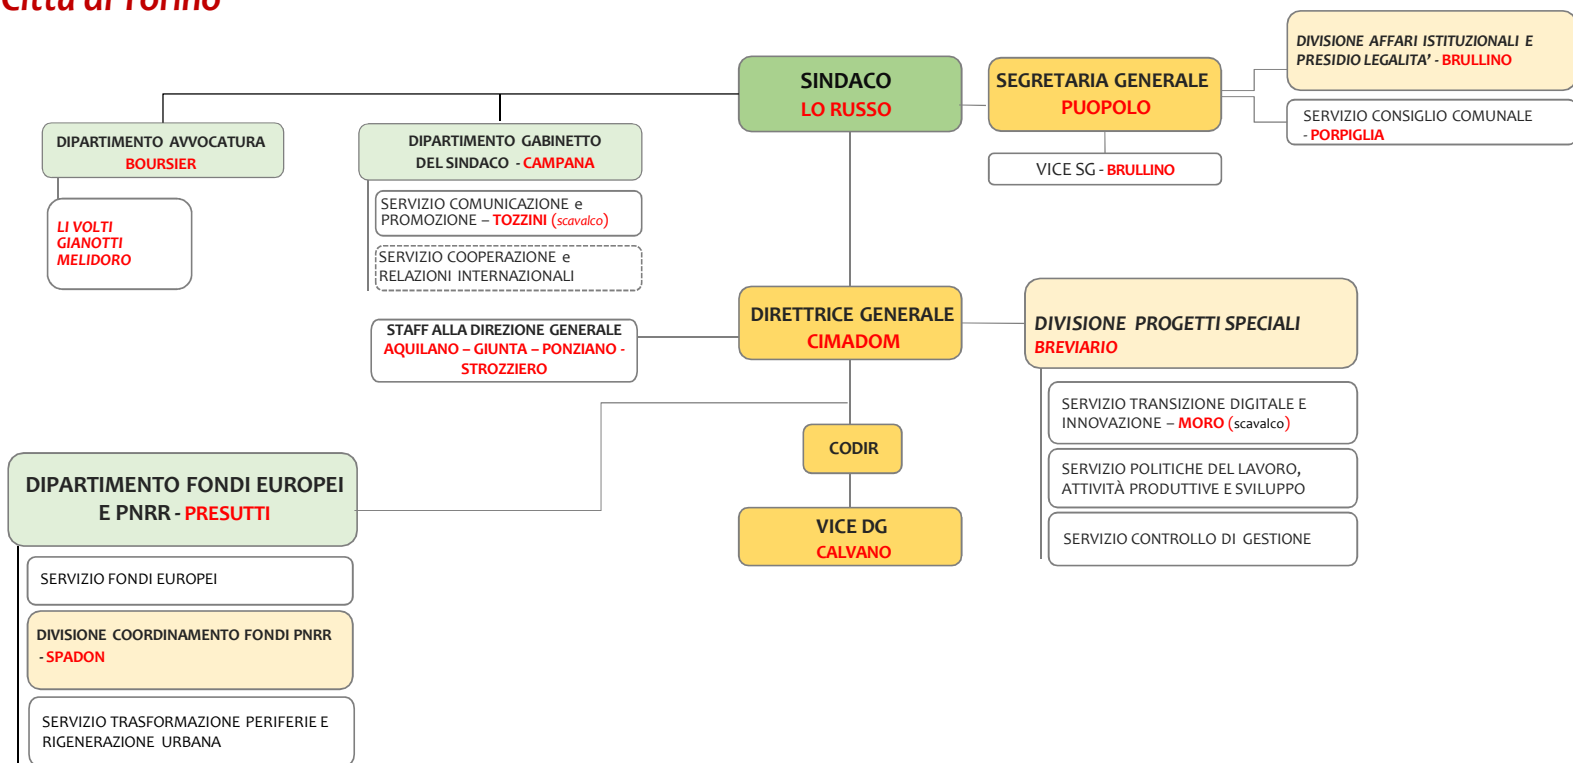 Città di Torino
SINDACO
LO RUSSO
SEGRETARIA GENERALE
PUOPOLO
DIVISIONE AFFARI ISTITUZIONALI E
PRESIDIO LEGALITA’ - BRULLINO
SERVIZIO CONSIGLIO COMUNALE
- PORPIGLIA
VICE SG - BRULLINO
DIPARTIMENTO AVVOCATURA
BOURSIER
LI VOLTI
GIANOTTI
MELIDORO
DIPARTIMENTO GABINETTO
DEL SINDACO - CAMPANA
SERVIZIO COMUNICAZIONE e
PROMOZIONE – TOZZINI (scavalco)
SERVIZIO COOPERAZIONE e
RELAZIONI INTERNAZIONALI
STAFF ALLA DIREZIONE GENERALE
AQUILANO – GIUNTA – PONZIANO -
STROZZIERO
DIRETTRICE GENERALE
CIMADOM
DIVISIONE PROGETTI SPECIALI
BREVIARIO
SERVIZIO TRANSIZIONE DIGITALE E
INNOVAZIONE – MORO (scavalco)
SERVIZIO POLITICHE DEL LAVORO,
ATTIVITÀ PRODUTTIVE E SVILUPPO
SERVIZIO CONTROLLO DI GESTIONE
CODIR
VICE DG
CALVANO
DIPARTIMENTO FONDI EUROPEI
E PNRR - PRESUTTI
SERVIZIO FONDI EUROPEI
DIVISIONE COORDINAMENTO FONDI PNRR
- SPADON
SERVIZIO TRASFORMAZIONE PERIFERIE E
RIGENERAZIONE URBANA